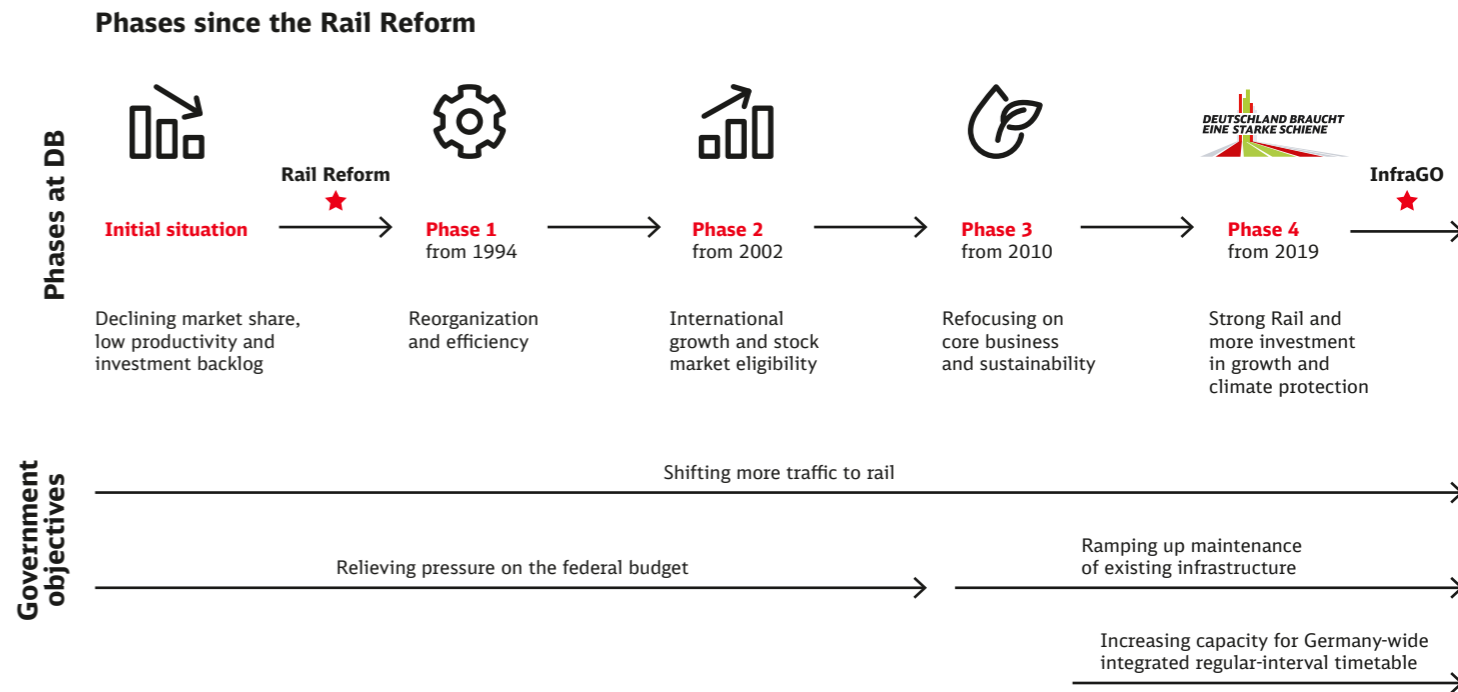 Phases since the Rail Reform
Phases at DB
DEUTSCHLAND BRAUCHT
EINE STARKE SCHIENE
Rail Reform
InfraGO
Initial situation
Phase 1
from 1994
Phase 2
from 2002
Phase 3
from 2010
Phase 4
from 2019
Declining market share,
low productivity and
investment backlog
Reorganization
and efficiency
International
growth and stock
market eligibility
Refocusing on
core business
and sustainability
Strong Rail and
more investment
in growth and
climate protection
Government
objectives
Shifting more traffic to rail
Relieving pressure on the federal budget
Ramping up maintenance
of existing infrastructure
Increasing capacity for Germany-wide
integrated regular-interval timetable